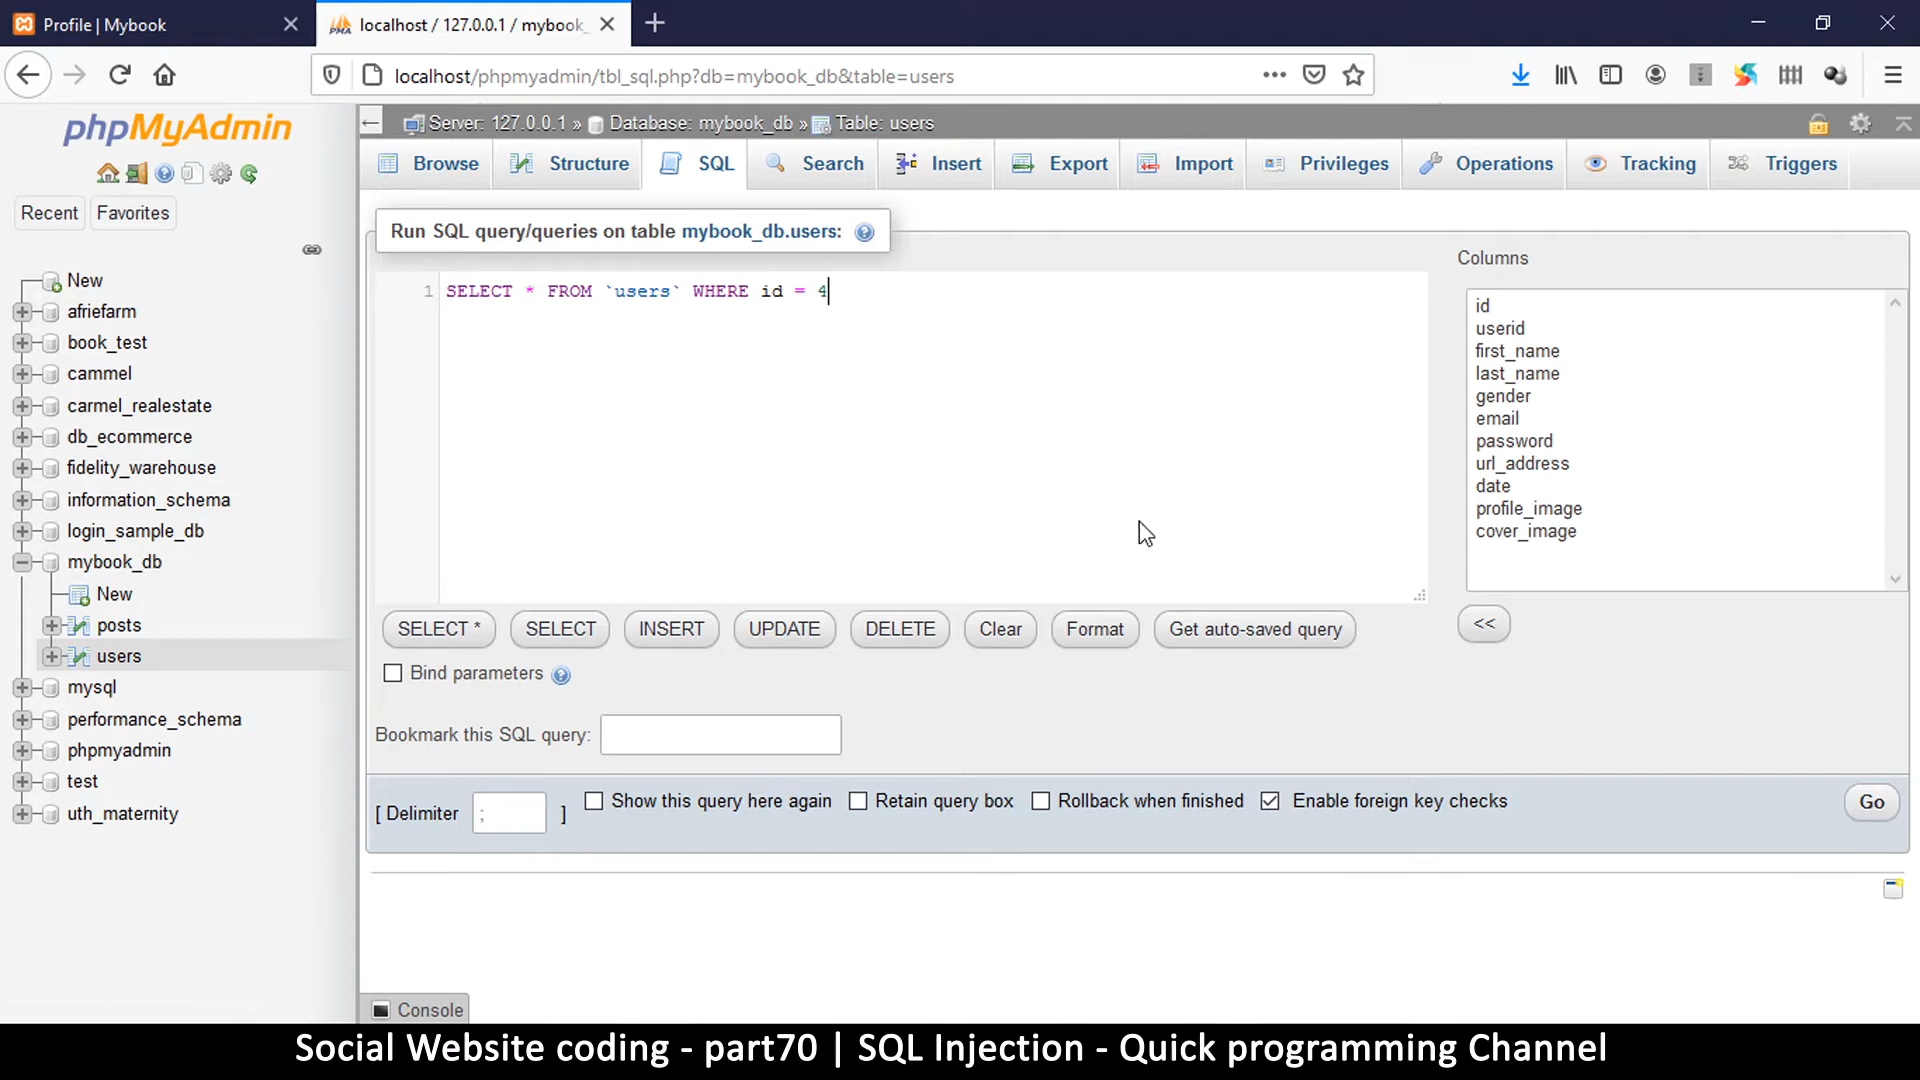 Profile | Mybook
localhost / 127.0.0.1 / mybook_
localhost/phpmyadmin/tbl_sql.php?db=mybook_db&table=users
phpMyAdmin
Server: 127.0.0.1 » Database: mybook_db » Table: users
Browse Structure SQL Search Insert Export Import Privileges Operations Tracking Triggers
Recent Favorites
Run SQL query/queries on table mybook_db.users:
Columns
New
afriefarm
book_test
cammel
carmel_realestate
db_ecommerce
fidelity_warehouse
information_schema
login_sample_db
mybook_db
New
posts
users
mysql
performance_schema
phpmyadmin
test
uth_maternity
1 SELECT * FROM `users` WHERE id = 4
id
userid
first_name
last_name
gender
email
password
url_address
date
profile_image
cover_image
SELECT * SELECT INSERT UPDATE DELETE Clear Format Get auto-saved query
<<
Bind parameters
Bookmark this SQL query:
[ Delimiter ; ] Show this query here again Retain query box Rollback when finished Enable foreign key checks
Go
Console
Social Website coding - part70 | SQL Injection - Quick programming Channel